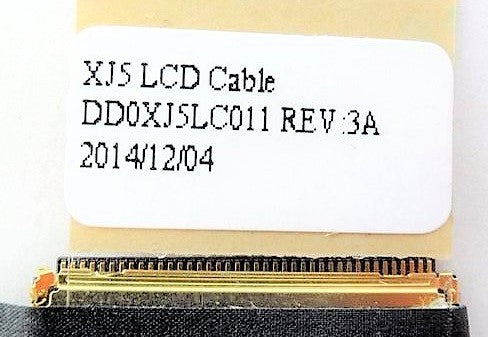 XJ5 LCD Cable
DD0XJ5LC011 REV:3A
2014/12/04